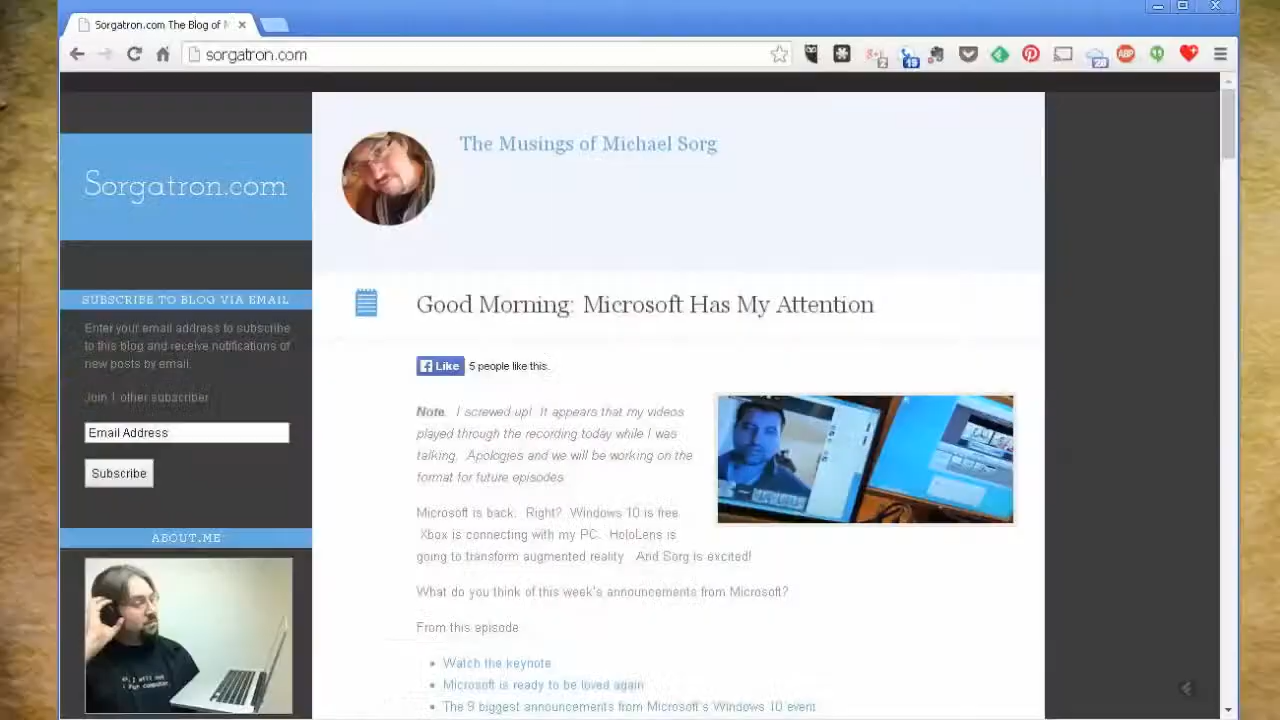 Sorgatron.com The Blog of M
sorgatron.com
2
49
28
ABP
The Musings of Michael Sorg
Sorgatron.com
SUBSCRIBE TO BLOG VIA EMAIL
Enter your email address to subscribe
to this blog and receive notifications of
new posts by email.
Join 1 other subscriber
Email Address
Subscribe
ABOUT.ME
Good Morning: Microsoft Has My Attention
Like 5 people like this.
Note. I screwed up! It appears that my videos
played through the recording today while I was
talking. Apologies and we will be working on the
format for future episodes
Microsoft is back. Right? Windows 10 is free.
Xbox is connecting with my PC. HoloLens is
going to transform augmented reality. And Sorg is excited!
What do you think of this week's announcements from Microsoft?
From this episode
Watch the keynote
Microsoft is ready to be loved again
The 9 biggest announcements from Microsoft's Windows 10 event